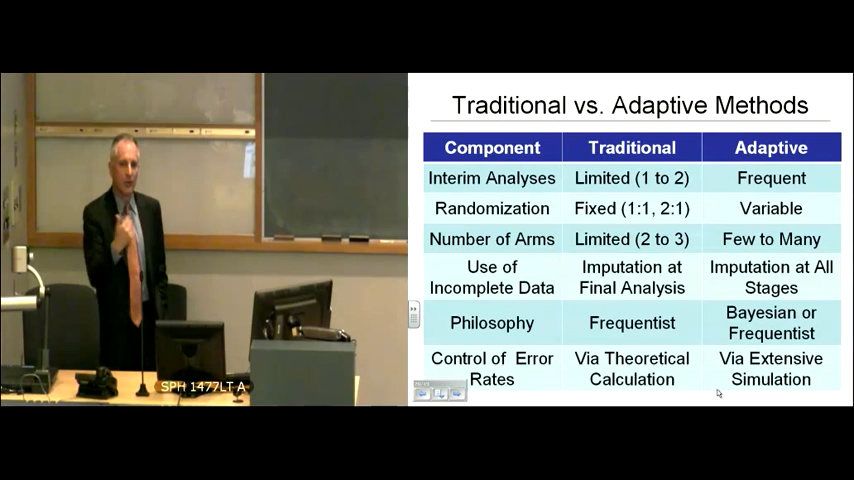 Traditional vs. Adaptive Methods
Component Traditional Adaptive
Interim Analyses Limited (1 to 2) Frequent
Randomization Fixed (1:1, 2:1) Variable
Number of Arms Limited (2 to 3) Few to Many
Use of Imputation at Imputation at All
Incomplete Data Final Analysis Stages
Philosophy Frequentist Bayesian or
Frequentist
Control of Error Via Theoretical Via Extensive
Rates Calculation Simulation
SPH 1477LT A